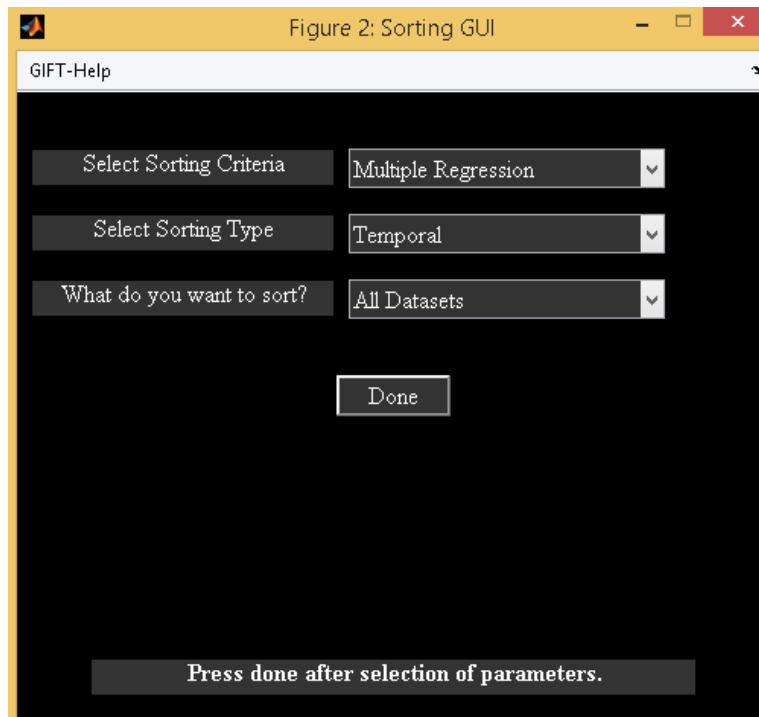 Figure 2: Sorting GUI
GIFT-Help
Select Sorting Criteria
Multiple Regression
Select Sorting Type
Temporal
What do you want to sort?
All Datasets
Done
Press done after selection of parameters.